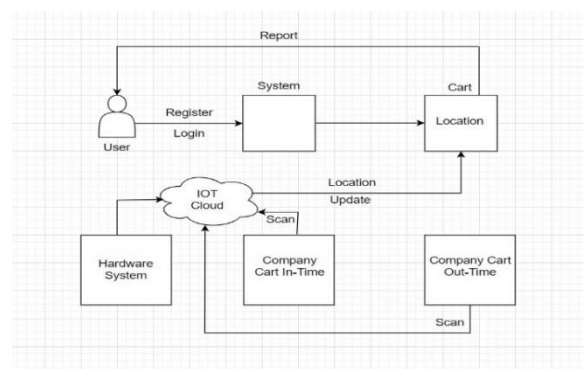 Report
System
Cart
Register
Login
User
Location
IOT
Cloud
Location
Update
Scan
Hardware
System
Company
Cart In-Time
Company Cart
Out-Time
Scan